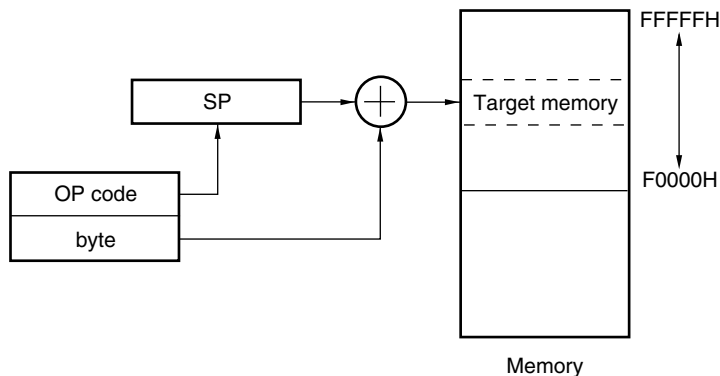 FFFFFH
SP
Target memory
OP code
F0000H
byte
Memory